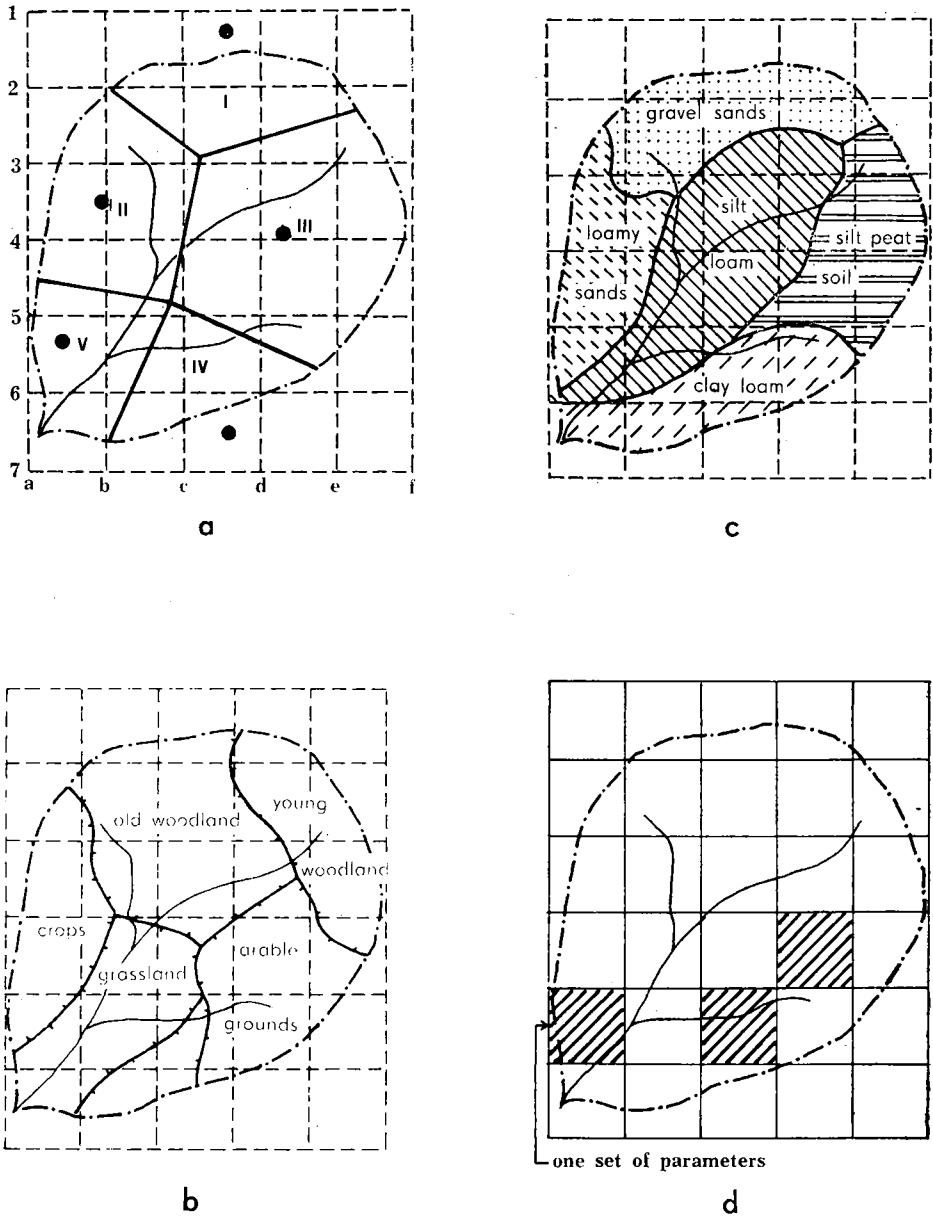 1
2
3
4
5
6
7
a b c d e f
I
II
III
IV
V
a
gravel sands
loamy
sands
silt
loam
silt peat
soil
clay loam
c
old woodland
young
woodland
crops
grassland
arable
grounds
b
one set of parameters
d